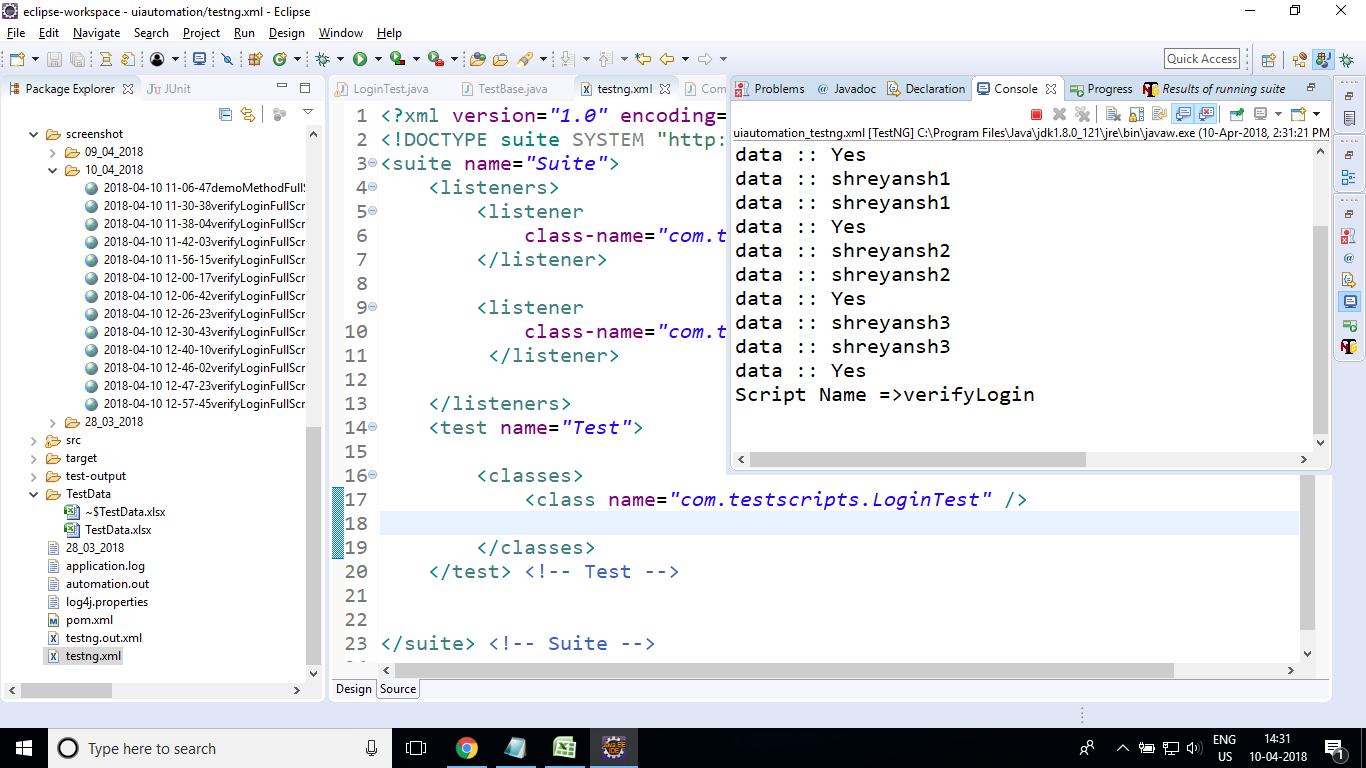 eclipse-workspace - uiautomation/testng.xml - Eclipse
File Edit Navigate Search Project Run Design Window Help
Quick Access
Package Explorer JUnit
screenshot
09_04_2018
10_04_2018
2018-04-10 11-06-47demoMethodFull
2018-04-10 11-30-38verifyLoginFullScr
2018-04-10 11-38-04verifyLoginFullScr
2018-04-10 11-42-03verifyLoginFullScr
2018-04-10 11-56-15verifyLoginFullScr
2018-04-10 12-00-17verifyLoginFullScr
2018-04-10 12-06-42verifyLoginFullScr
2018-04-10 12-26-23verifyLoginFullScr
2018-04-10 12-30-43verifyLoginFullScr
2018-04-10 12-40-10verifyLoginFullScr
2018-04-10 12-46-02verifyLoginFullScr
2018-04-10 12-47-23verifyLoginFullScr
2018-04-10 12-57-45verifyLoginFullScr
28_03_2018
src
target
test-output
TestData
~$TestData.xlsx
TestData.xlsx
28_03_2018
application.log
automation.out
log4j.properties
pom.xml
testng.out.xml
testng.xml
LoginTest.java TestBase.java testng.xml Com
1 <?xml version="1.0" encoding=
2 <!DOCTYPE suite SYSTEM "http:
3 <suite name="Suite">
4 <listeners>
5 <listener
6 class-name="com.t
7 </listener>
8
9 <listener
10 class-name="com.t
11 </listener>
12
13 </listeners>
14 <test name="Test">
15
16 <classes>
17 <class name="com.testscripts.LoginTest" />
18
19 </classes>
20 </test> <!-- Test -->
21
22
23 </suite> <!-- Suite -->
Design Source
Problems Javadoc Declaration Console Progress Results of running suite
uiautomation_testng.xml [TestNG] C:\Program Files\Java\jdk1.8.0_121\jre\bin\javaw.exe (10-Apr-2018, 2:31:21 PM
data :: Yes
data :: shreyansh1
data :: shreyansh1
data :: Yes
data :: shreyansh2
data :: shreyansh2
data :: Yes
data :: shreyansh3
data :: shreyansh3
data :: Yes
Script Name =>verifyLogin
Type here to search
ENG
US
14:31
10-04-2018
1